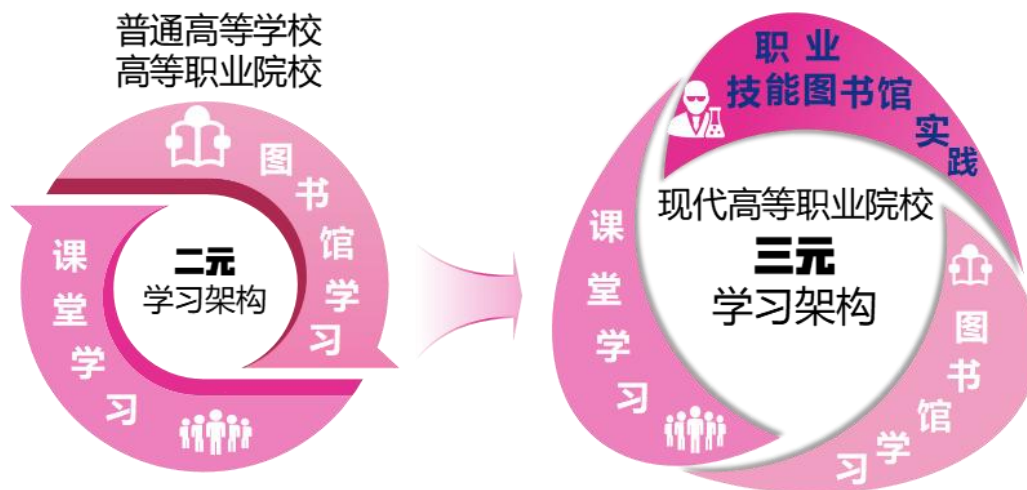 普通高等学校
高等职业院校
图书馆学习
课堂学习
二元
学习架构
职业
技能图书馆
实践
现代高等职业院校
三元
学习架构
课堂学习
图书馆学习